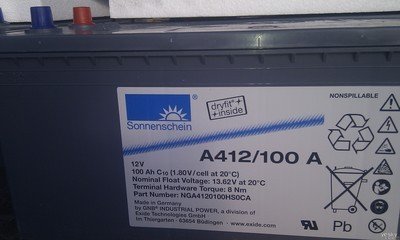 NONSPILLABLE
Sonnenschein ®
dryfit
inside
A412/100 A
12V
100 Ah C10 (1.80V/cell at 20°C)
Nominal Float Voltage: 13.62V at 20°C
Terminal Hardware Torque: 8 Nm
Part Number: NGA4120100HS0CA
Made in Germany
by GNB® INDUSTRIAL POWER, a division of
Exide Technologies GmbH
Im Thiergarten - 63654 Büdingen - www.exide.com
Pb